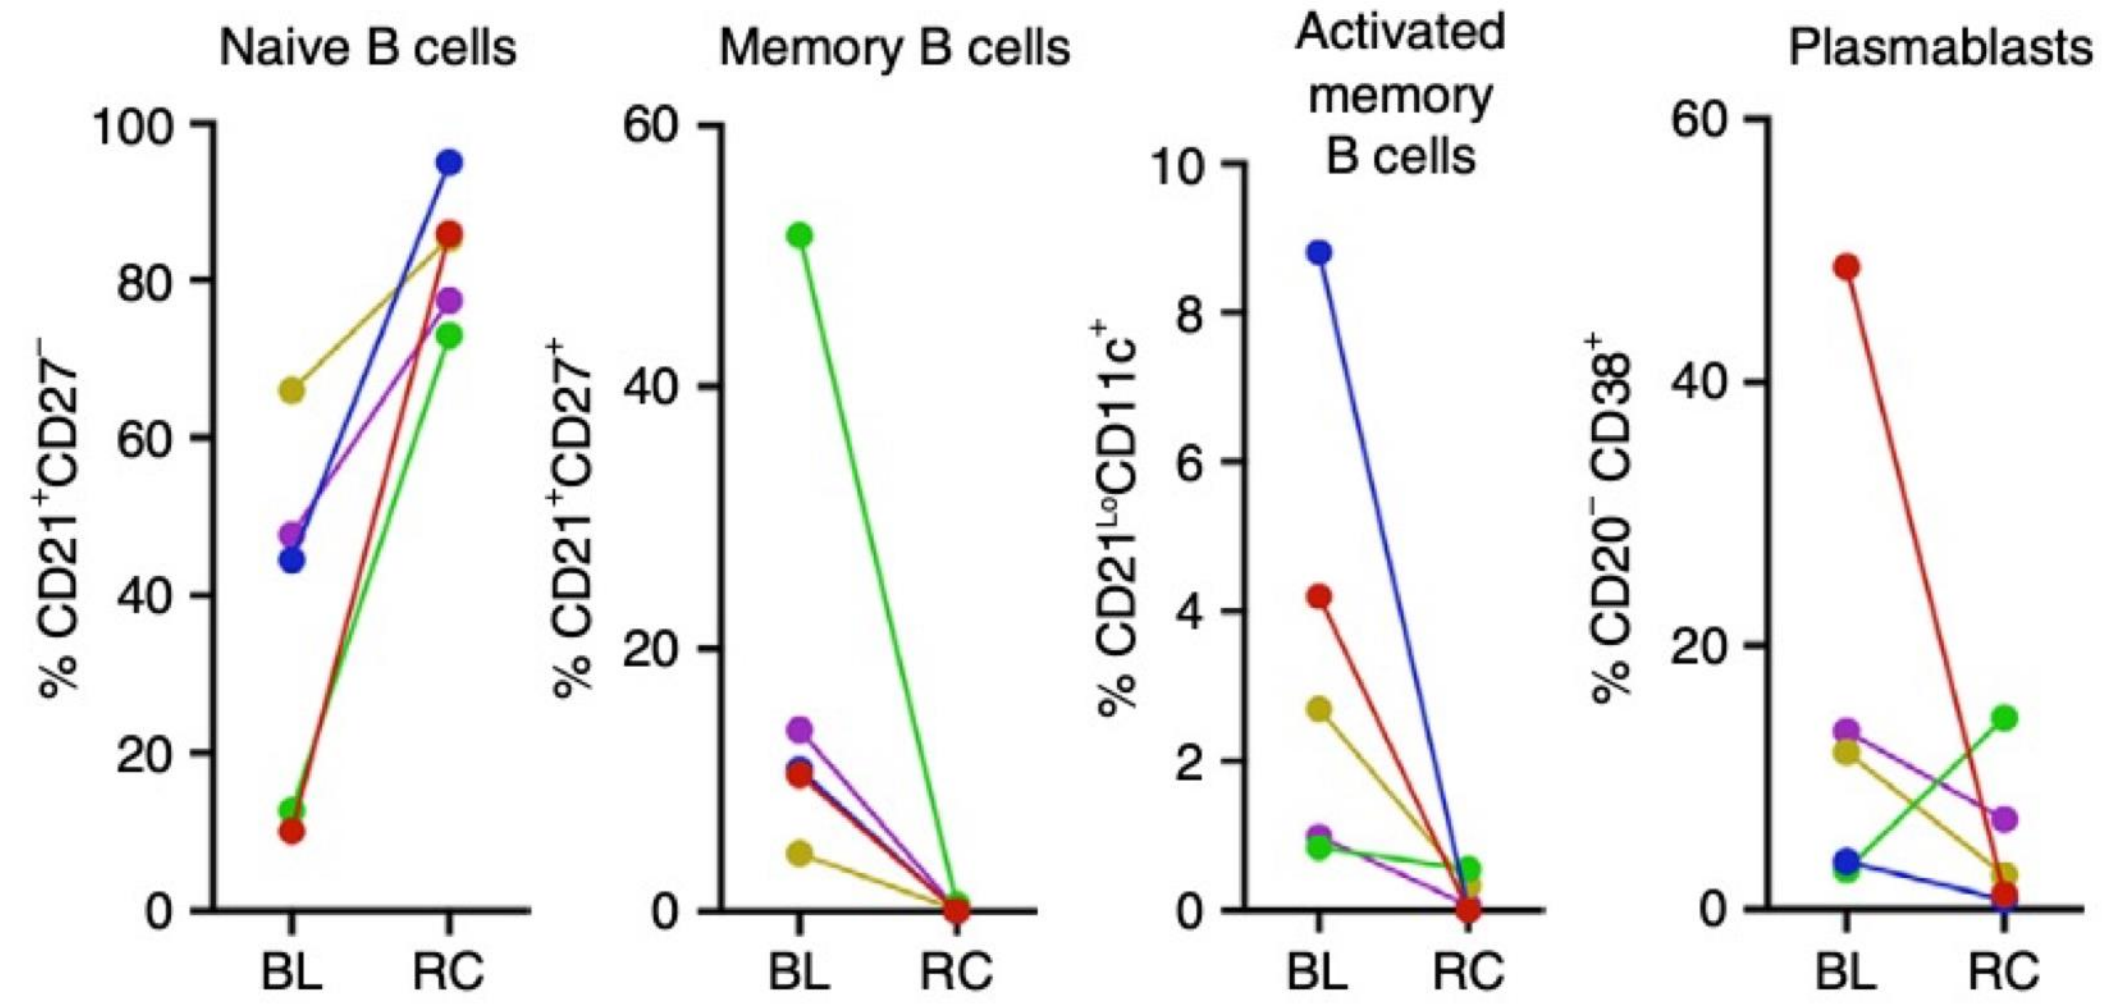 Naive B cells
% CD21⁺CD27⁻
100
80
60
40
20
0
BL RC
Memory B cells
% CD21⁺CD27⁺
60
40
20
0
BL RC
Activated
memory
B cells
% CD21ᴸᵒCD11c⁺
10
8
6
4
2
0
BL RC
Plasmablasts
% CD20⁻ CD38⁺
60
40
20
0
BL RC